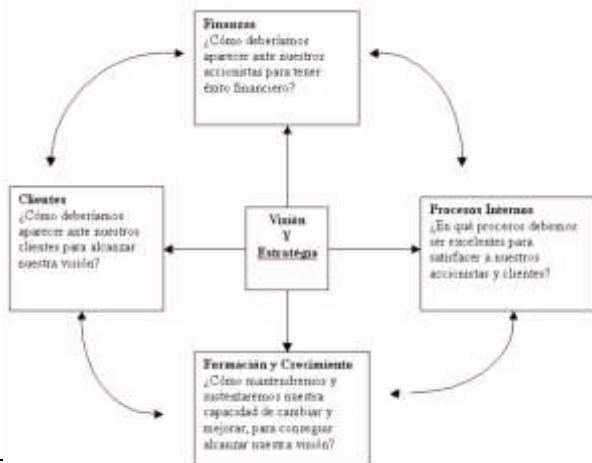 Finanzas
¿Cómo deberíamos
aparecer ante nuestros
accionistas para tener
éxito financiero?
Clientes
¿Cómo deberíamos
aparecer ante nuestros
clientes para alcanzar
nuestra visión?
Visión
Y
Estratégia
Procesos Internos
¿En qué procesos debemos
ser excelentes para
satisfacer a nuestros
accionistas y clientes?
Formación y Crecimiento
¿Cómo mantendremos y
sustentaremos nuestra
capacidad de cambiar y
mejorar, para conseguir
alcanzar nuestra visión?